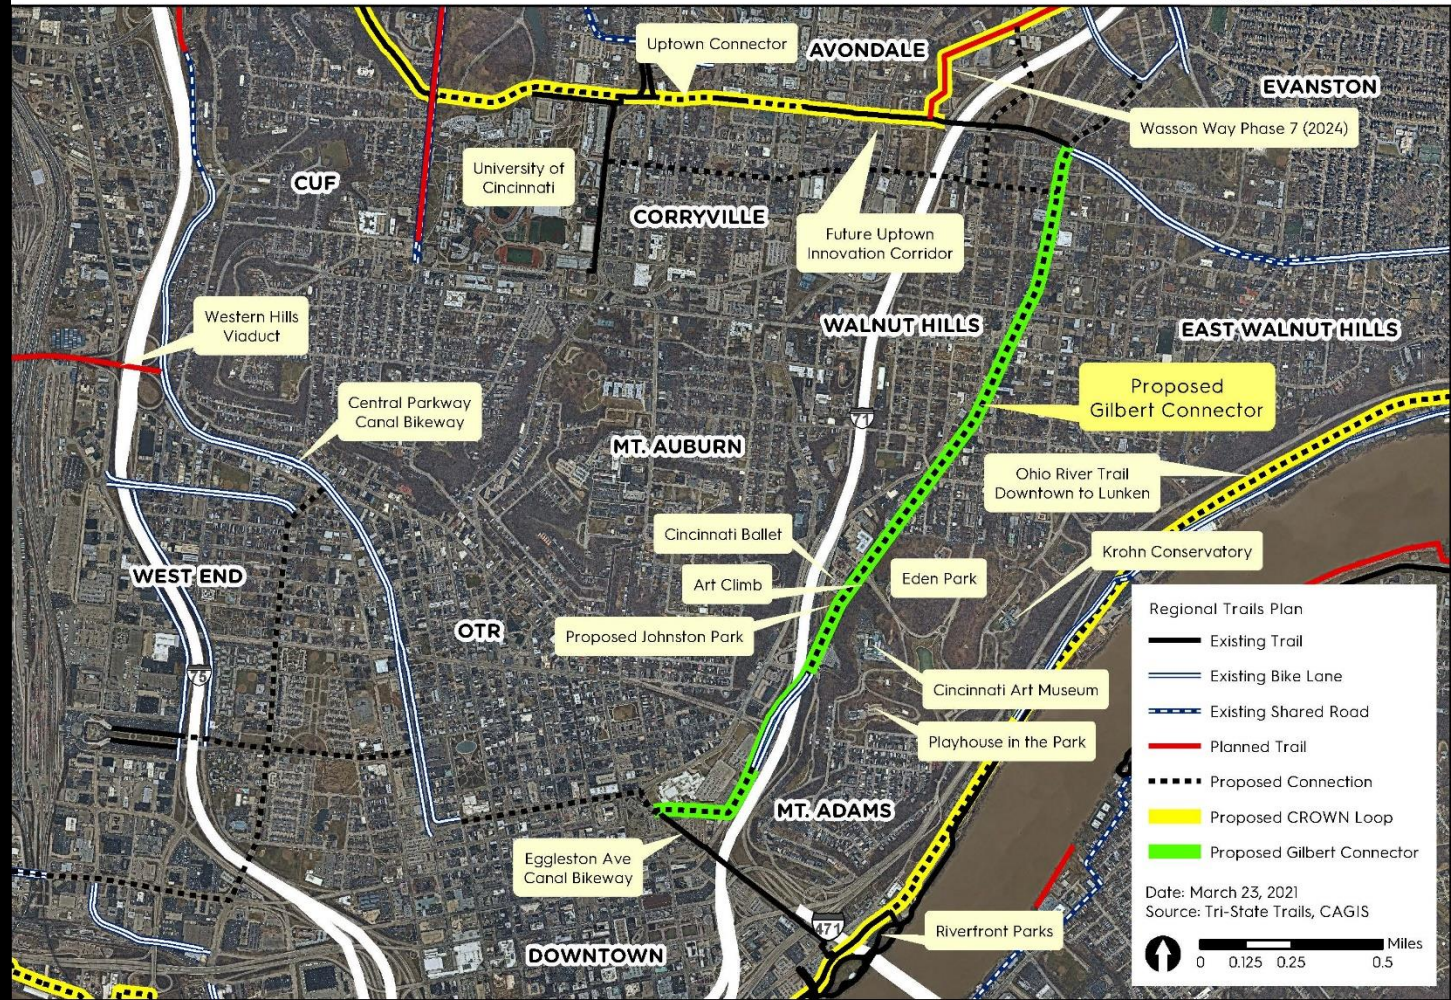 Uptown Connector
AVONDALE
EVANSTON
Wasson Way Phase 7 (2024)
University of
Cincinnati
CUF
CORRYVILLE
Future Uptown
Innovation Corridor
Western Hills
Viaduct
WALNUT HILLS
EAST WALNUT HILLS
Proposed
Gilbert Connector
Central Parkway
Canal Bikeway
71
MT. AUBURN
Ohio River Trail
Downtown to Lunken
Cincinnati Ballet
Krohn Conservatory
WEST END
Art Climb
Eden Park
OTR
Proposed Johnston Park
75
Cincinnati Art Museum
Playhouse in the Park
MT. ADAMS
Eggleston Ave
Canal Bikeway
471
Riverfront Parks
DOWNTOWN
Regional Trails Plan
Existing Trail
Existing Bike Lane
Existing Shared Road
Planned Trail
Proposed Connection
Proposed CROWN Loop
Proposed Gilbert Connector
Date: March 23, 2021
Source: Tri-State Trails, CAGIS
Miles
0 0.125 0.25 0.5